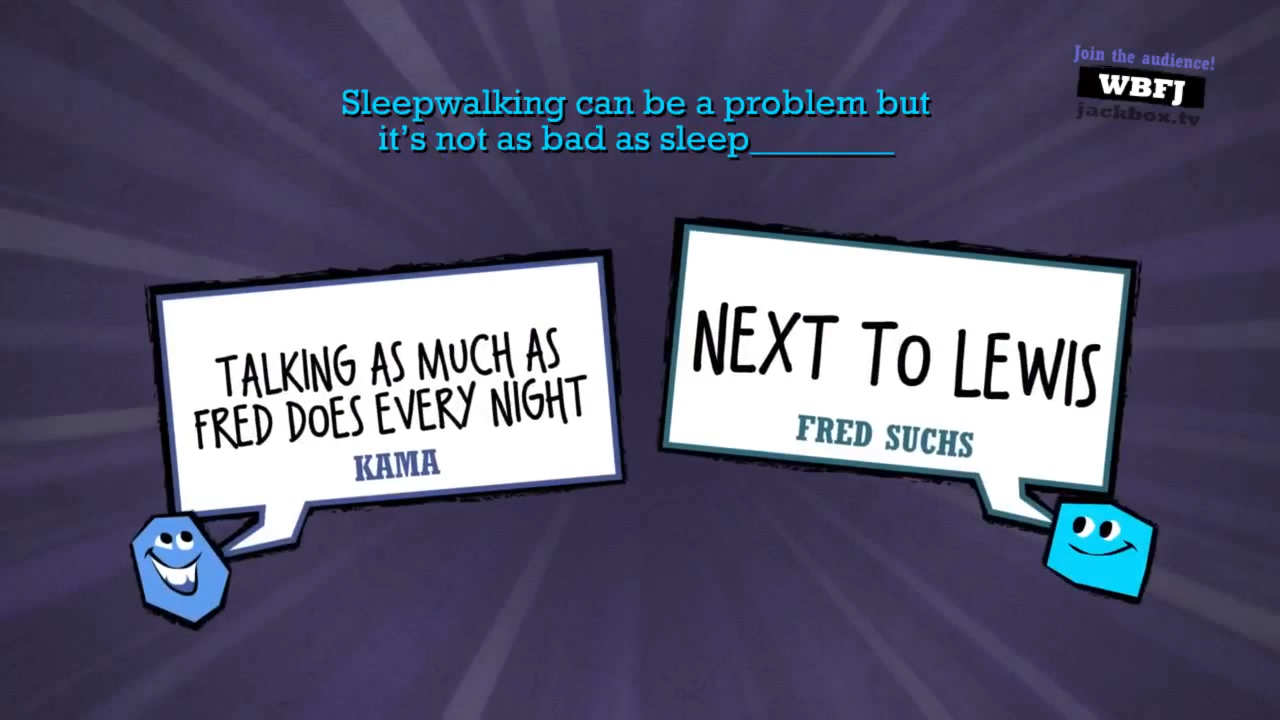 Join the audience!
WBFJ
jackbox.tv
Sleepwalking can be a problem but
it’s not as bad as sleep________
TALKING AS MUCH AS
FRED DOES EVERY NIGHT
KAMA
NEXT TO LEWIS
FRED SUCHS